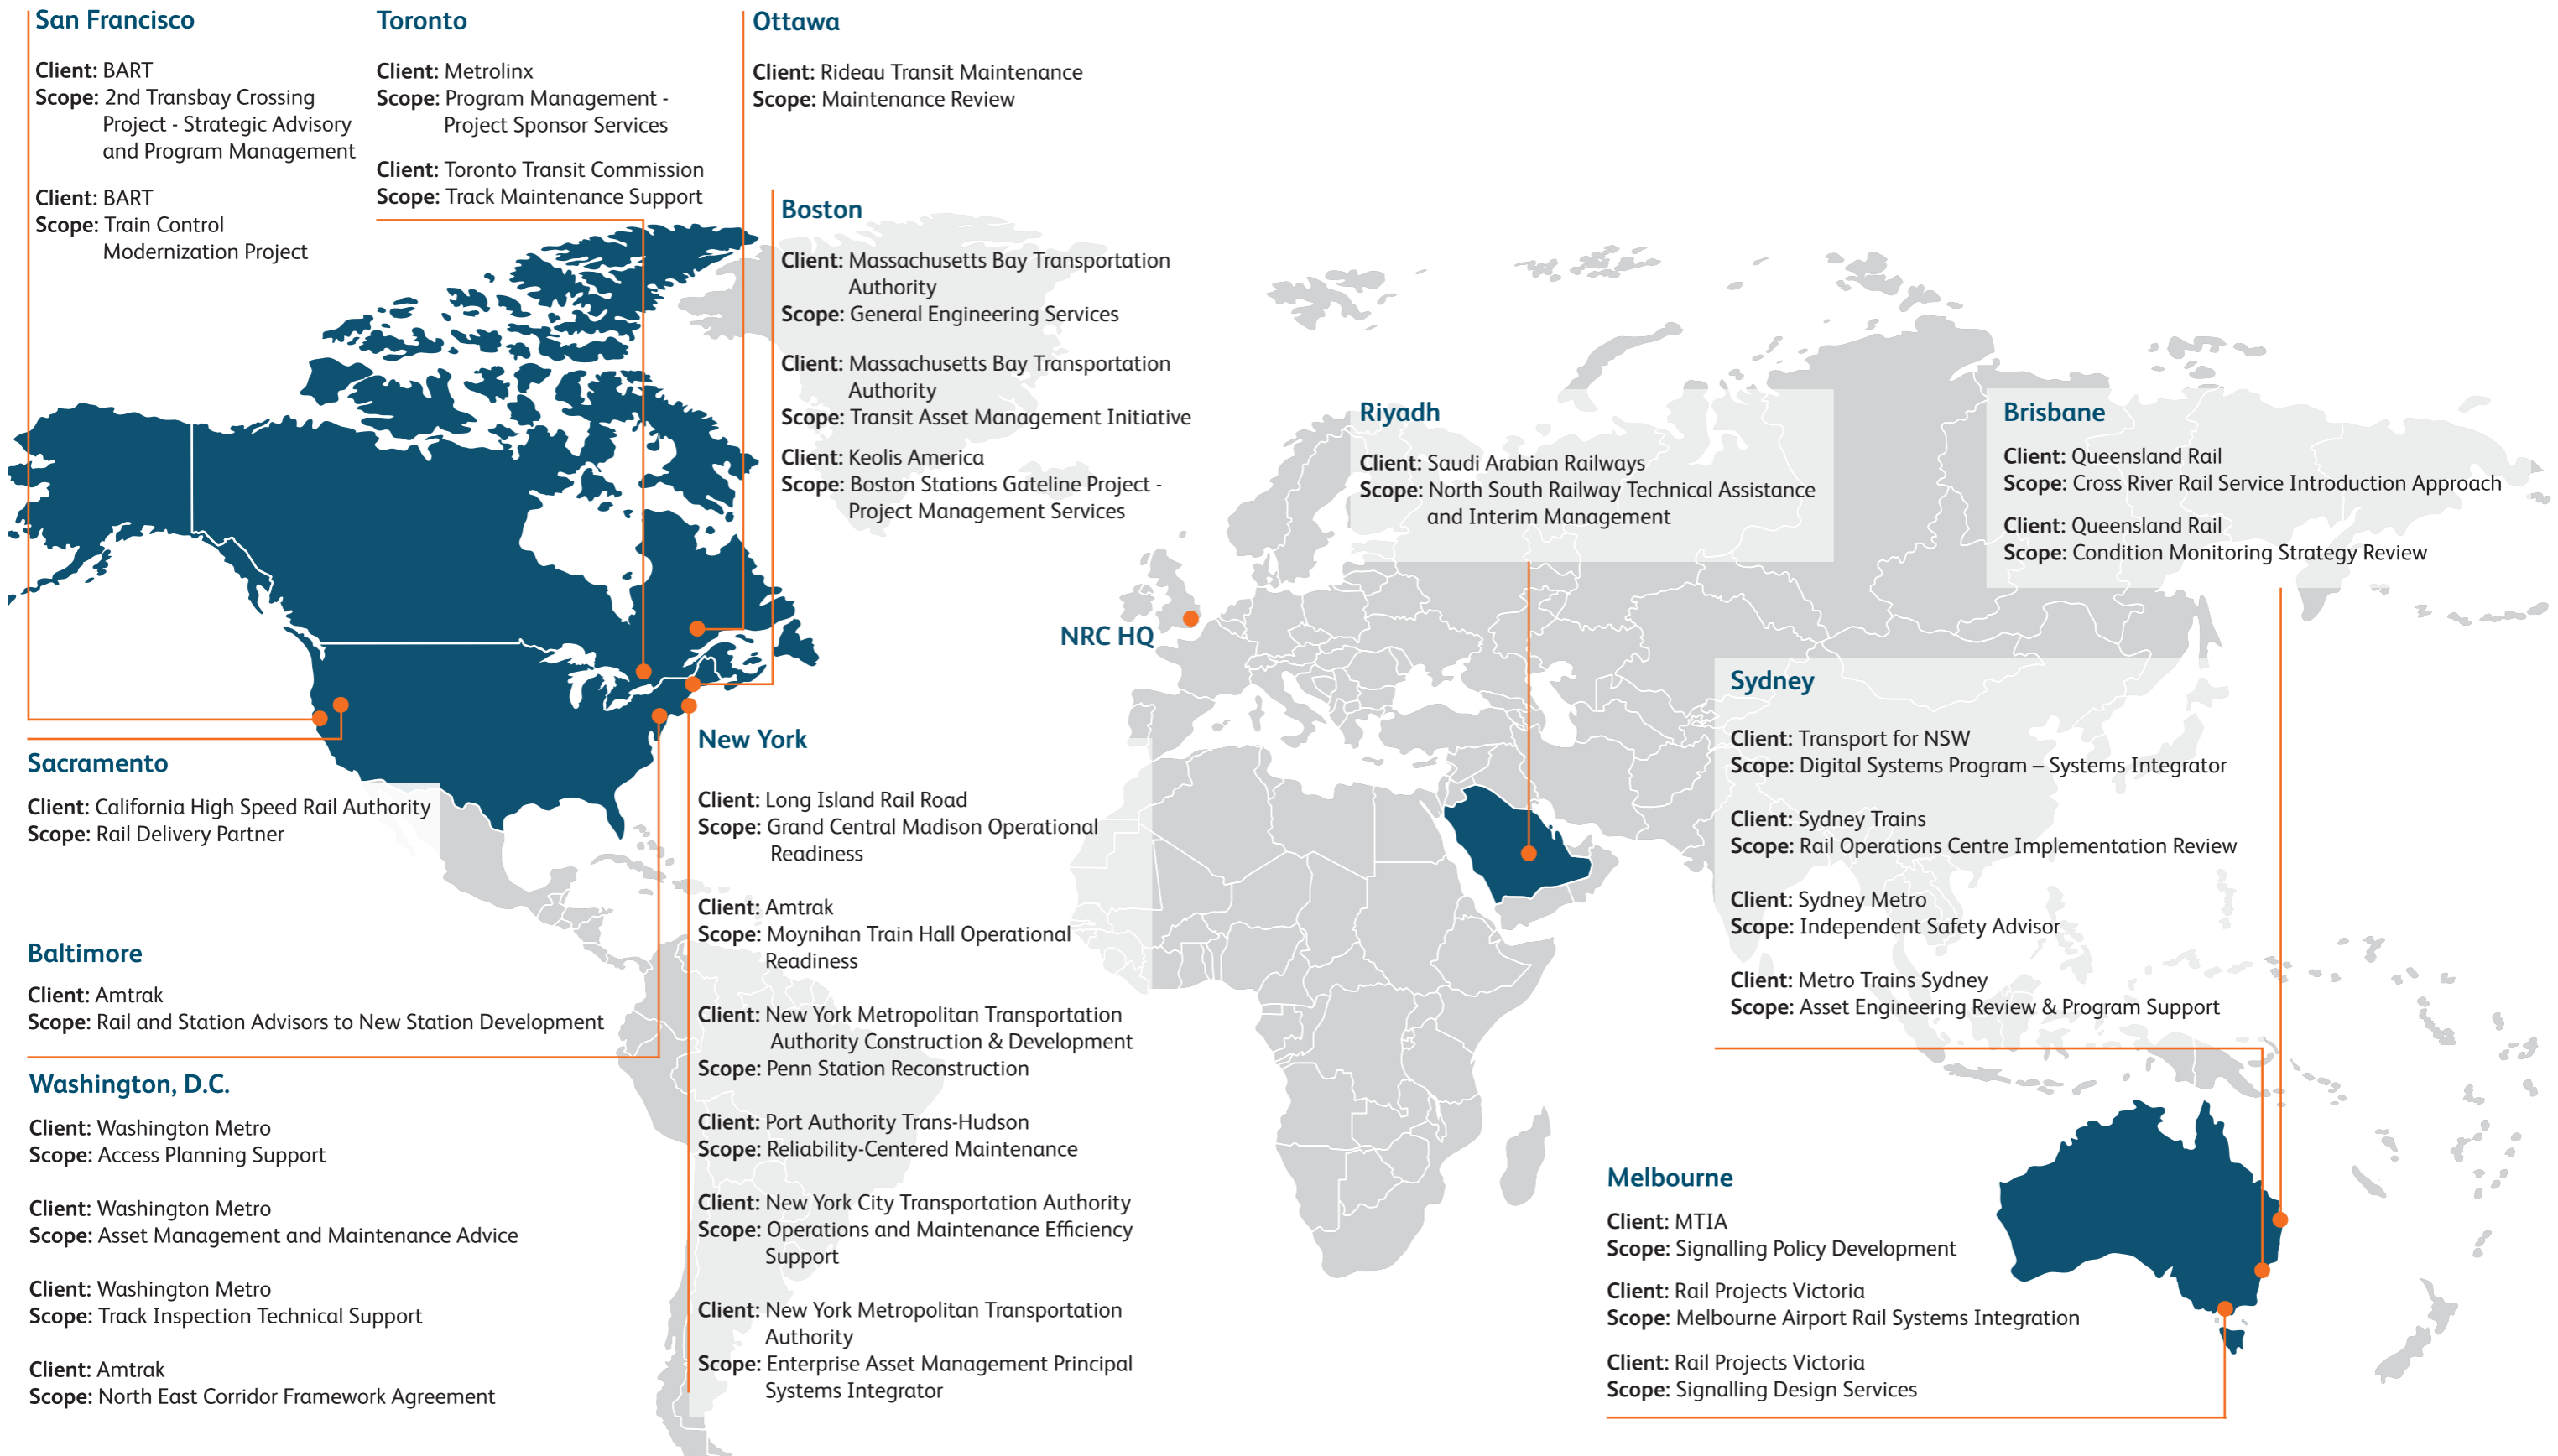 San Francisco
Client: BART
Scope: 2nd Transbay Crossing
Project - Strategic Advisory
and Program Management
Client: BART
Scope: Train Control
Modernization Project
Toronto
Client: Metrolinx
Scope: Program Management -
Project Sponsor Services
Client: Toronto Transit Commission
Scope: Track Maintenance Support
Ottawa
Client: Rideau Transit Maintenance
Scope: Maintenance Review
Boston
Client: Massachusetts Bay Transportation
Authority
Scope: General Engineering Services
Client: Massachusetts Bay Transportation
Authority
Scope: Transit Asset Management Initiative
Client: Keolis America
Scope: Boston Stations Gateline Project -
Project Management Services
Riyadh
Client: Saudi Arabian Railways
Scope: North South Railway Technical Assistance
and Interim Management
Brisbane
Client: Queensland Rail
Scope: Cross River Rail Service Introduction Approach
Client: Queensland Rail
Scope: Condition Monitoring Strategy Review
NRC HQ
Sydney
Client: Transport for NSW
Scope: Digital Systems Program – Systems Integrator
Client: Sydney Trains
Scope: Rail Operations Centre Implementation Review
Client: Sydney Metro
Scope: Independent Safety Advisor
Client: Metro Trains Sydney
Scope: Asset Engineering Review & Program Support
Sacramento
Client: California High Speed Rail Authority
Scope: Rail Delivery Partner
New York
Client: Long Island Rail Road
Scope: Grand Central Madison Operational
Readiness
Client: Amtrak
Scope: Moynihan Train Hall Operational
Readiness
Client: New York Metropolitan Transportation
Authority Construction & Development
Scope: Penn Station Reconstruction
Client: Port Authority Trans-Hudson
Scope: Reliability-Centered Maintenance
Client: New York City Transportation Authority
Scope: Operations and Maintenance Efficiency
Support
Client: New York Metropolitan Transportation
Authority
Scope: Enterprise Asset Management Principal
Systems Integrator
Baltimore
Client: Amtrak
Scope: Rail and Station Advisors to New Station Development
Washington, D.C.
Client: Washington Metro
Scope: Access Planning Support
Client: Washington Metro
Scope: Asset Management and Maintenance Advice
Client: Washington Metro
Scope: Track Inspection Technical Support
Client: Amtrak
Scope: North East Corridor Framework Agreement
Melbourne
Client: MTIA
Scope: Signalling Policy Development
Client: Rail Projects Victoria
Scope: Melbourne Airport Rail Systems Integration
Client: Rail Projects Victoria
Scope: Signalling Design Services